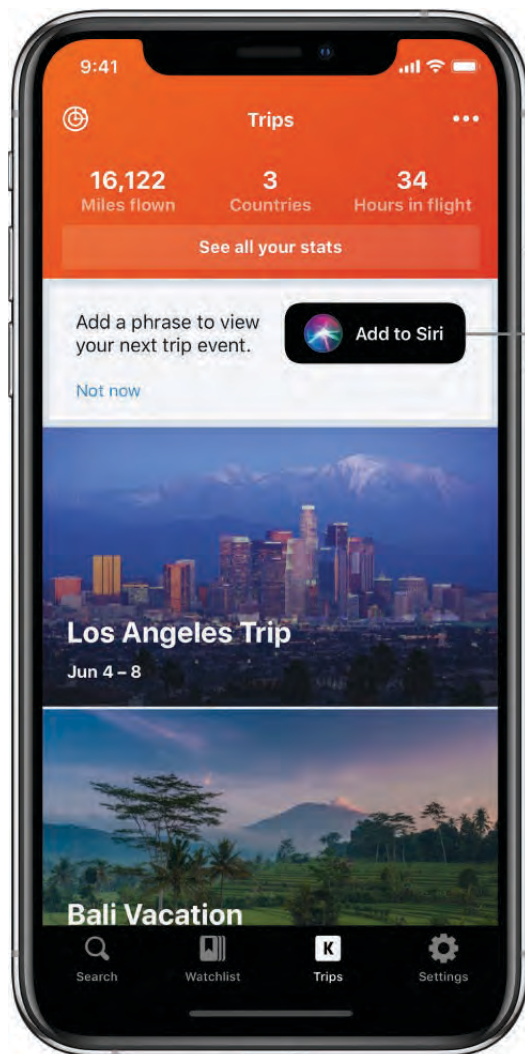 9:41
Trips
16,122 3 34
Miles flown Countries Hours in flight
See all your stats
Add a phrase to view
your next trip event.
Add to Siri
Not now
Los Angeles Trip
Jun 4 – 8
Bali Vacation
K
Search Watchlist Trips Settings